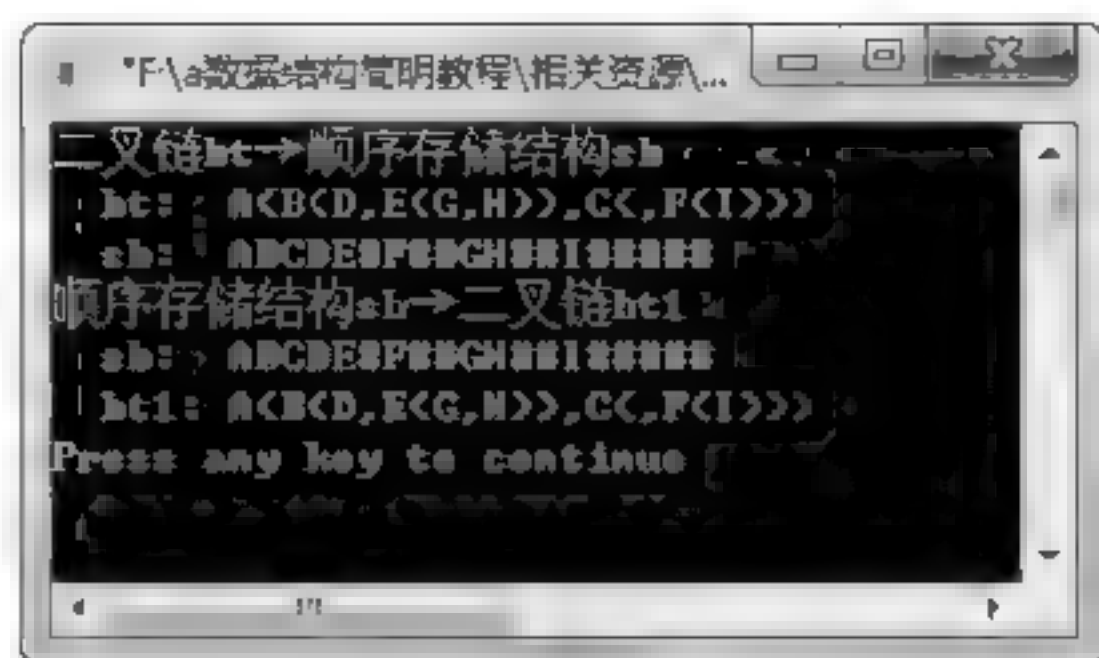 "F:\a数据结构简明教程\相关资源\...
二叉链bt→顺序存储结构sb
bt: A(B(D,E(G,H)),C(,F(I)))
sb: ABCDE#F##GH##I#####
顺序存储结构sb→二叉链bt1
sb: ABCDE#F##GH##I#####
bt1: A(B(D,E(G,H)),C(,F(I)))
Press any key to continue